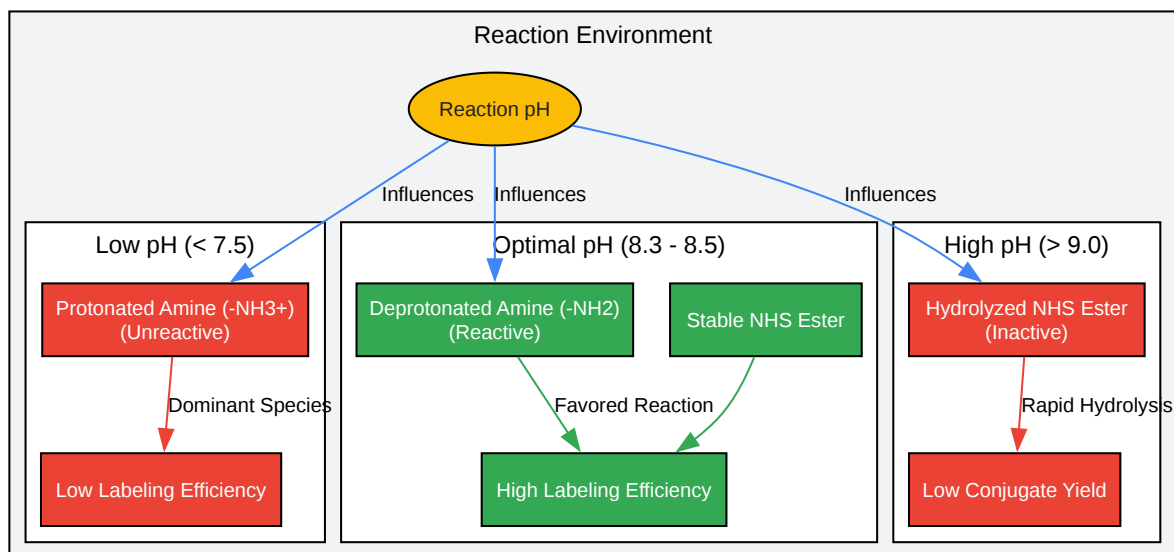 Reaction Environment
Reaction pH
Influences
Influences
Influences
Low pH (< 7.5)
Optimal pH (8.3 - 8.5)
High pH (> 9.0)
Protonated Amine (-NH3+)
(Unreactive)
Deprotonated Amine (-NH2)
(Reactive)
Stable NHS Ester
Hydrolyzed NHS Ester
(Inactive)
Dominant Species
Favored Reaction
Rapid Hydrolysis
Low Labeling Efficiency
High Labeling Efficiency
Low Conjugate Yield